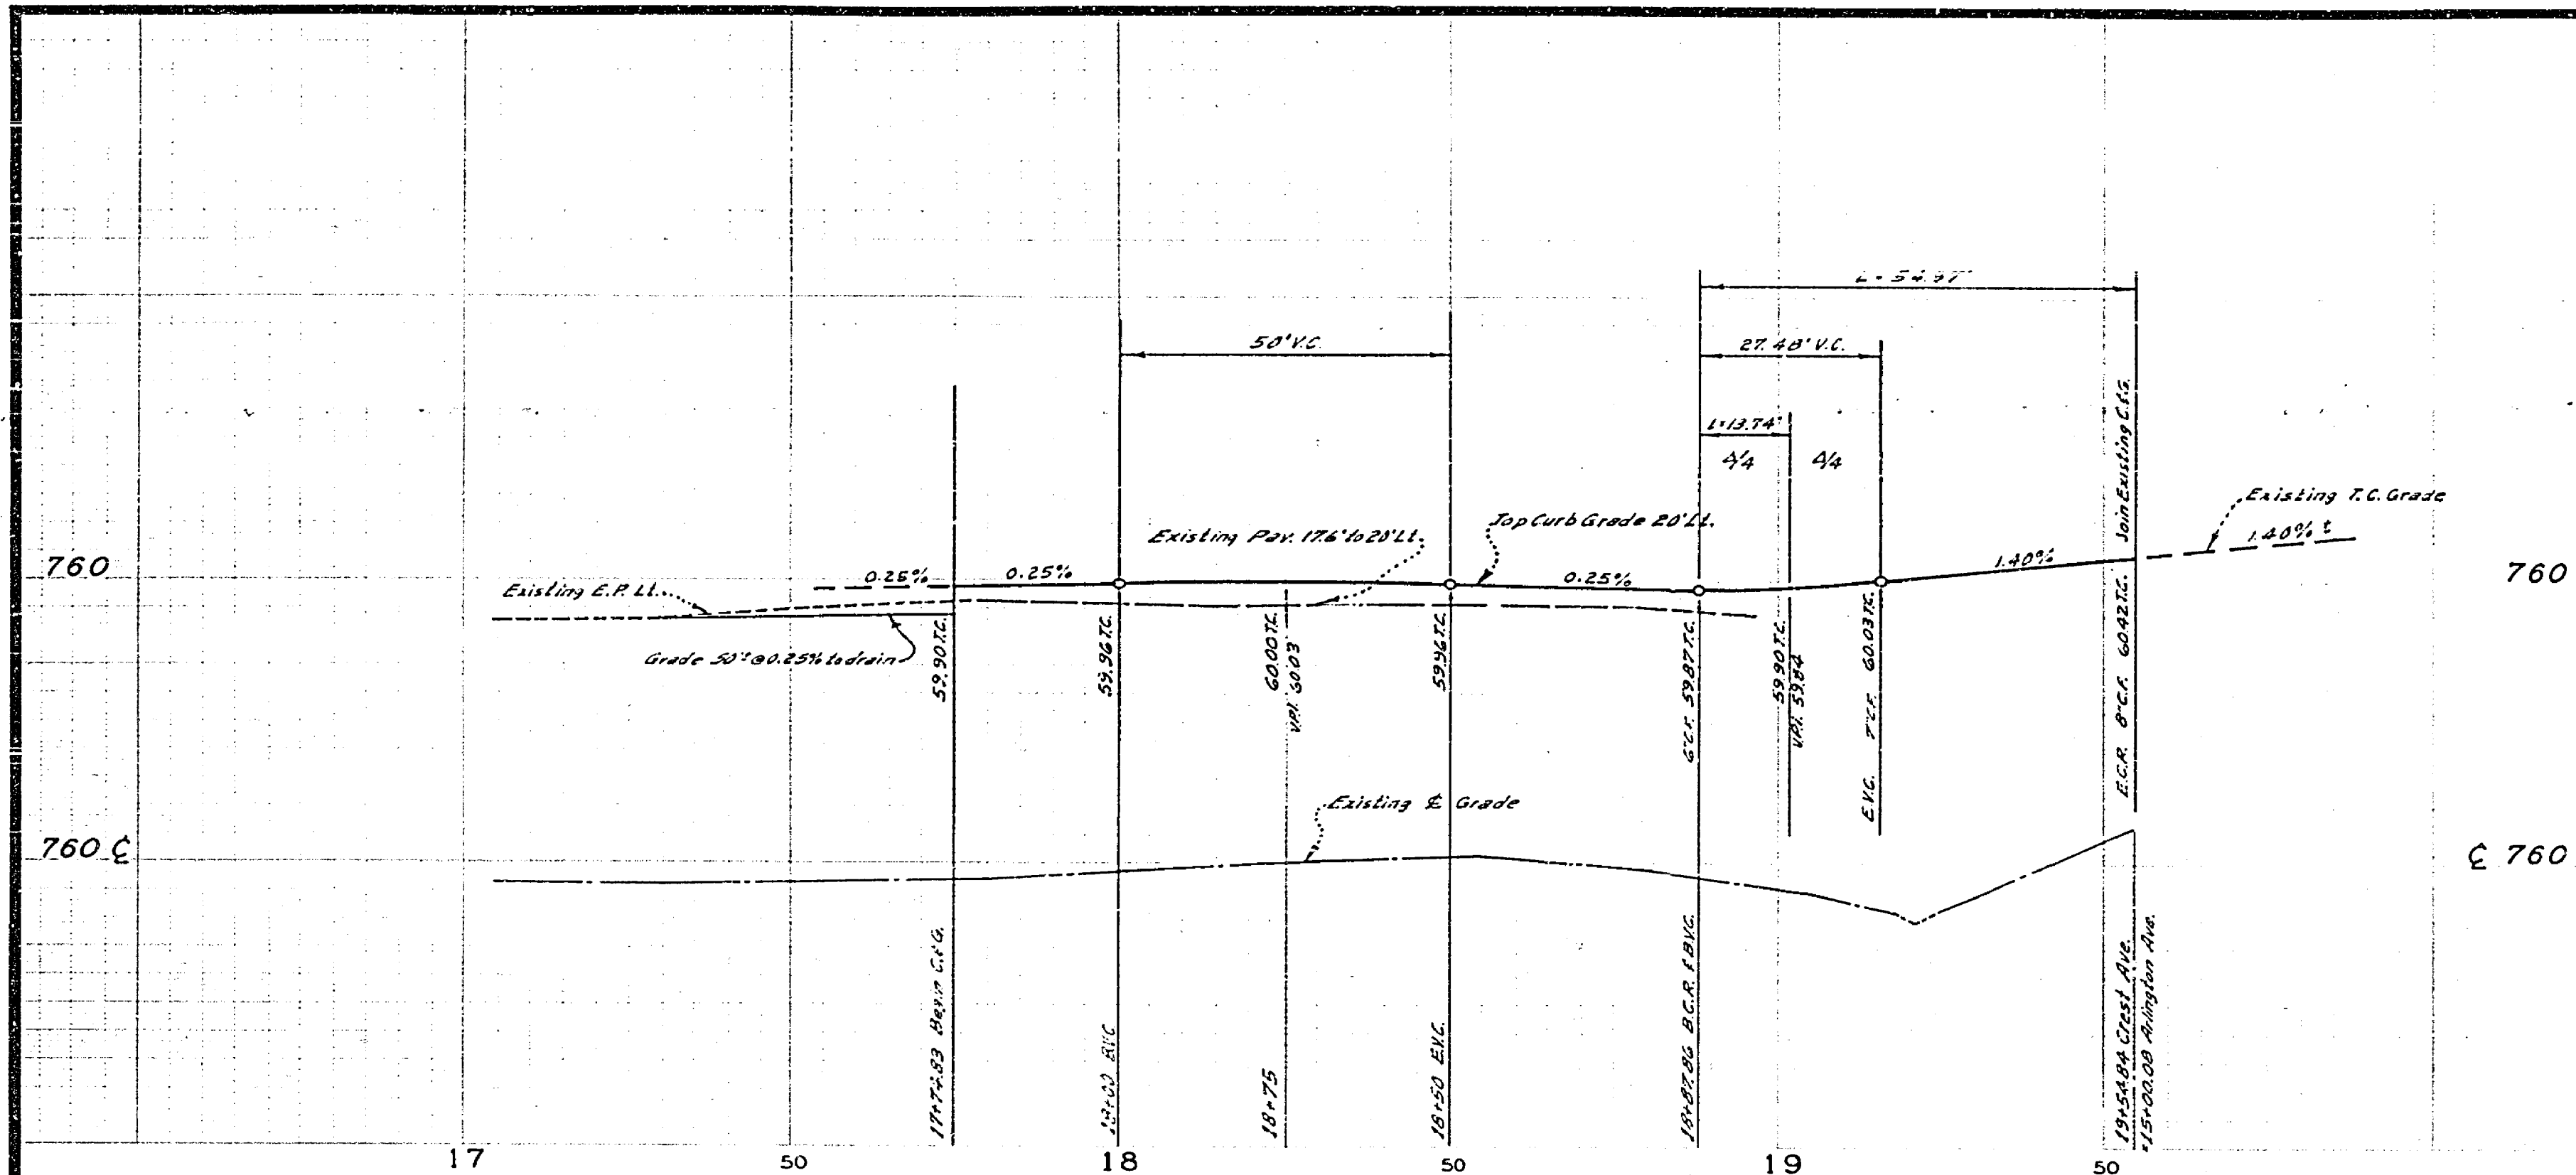 L = 54.97'
50' V.C.
27.48' V.C.
L=13.74'
Δ/4
Δ/4
Join Existing C.&G.
Existing T.C. Grade
1.40% ±
1.40%
Top Curb Grade 20' Lt.
Existing Pav. 17.6' to 20' Lt.
760
0.25%
0.25%
0.25%
760
Existing E.P. Lt.
Grade 50'± @ 0.25% to drain
59.90 T.C.
59.96 T.C.
60.00 T.C.
V.P.I. 60.03
59.96 T.C.
6" C.F. 59.87 T.C.
59.90 T.C.
V.P.I. 59.84
E.V.C. 7" C.F. 60.03 T.C.
E.C.R. 8" C.F. 60.42 T.C.
Existing ℄ Grade
760 ℄
℄ 760
17+74.83 Begin C.&G.
18+00 B.V.C.
18+75
18+50 E.V.C.
18+87.86 B.C.R. & B.V.C.
19+54.84 Crest Ave.
=15+00.08 Arlington Ave.
17
50
18
50
19
50